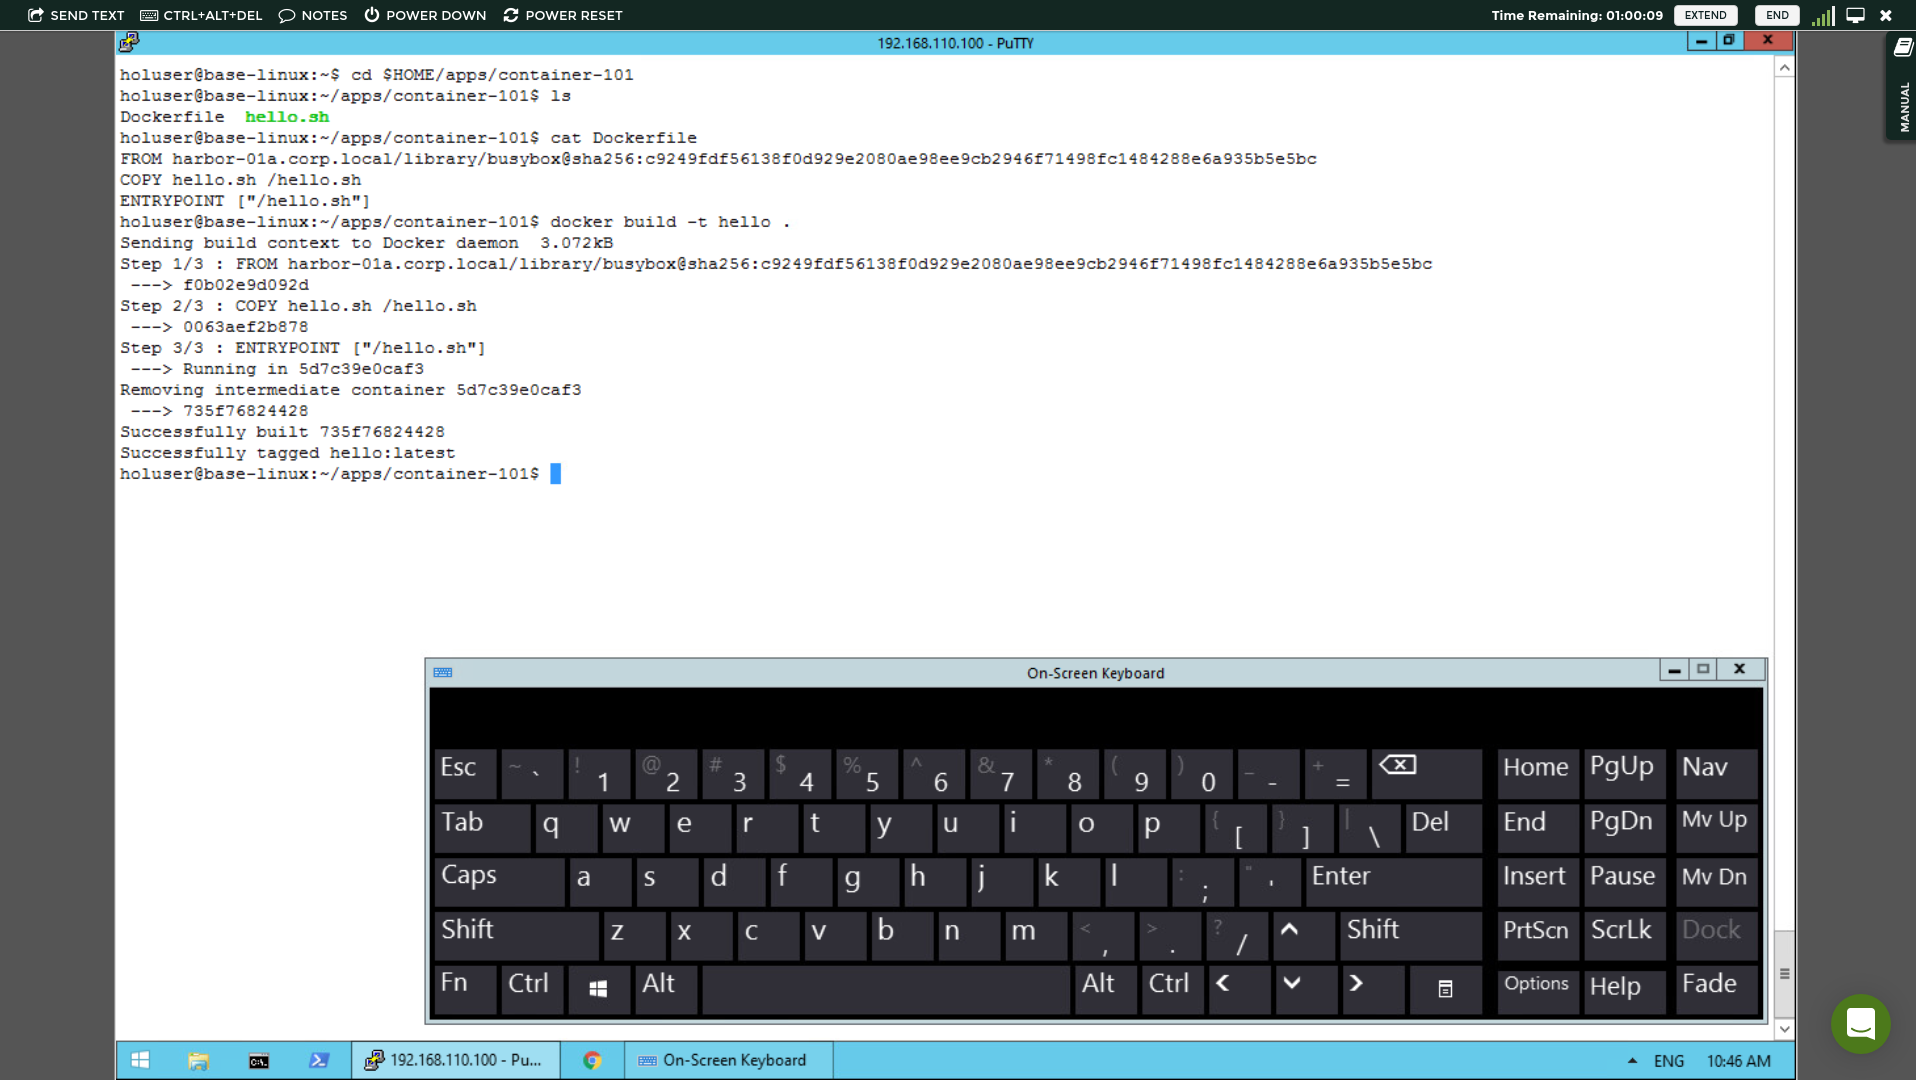 SEND TEXT CTRL+ALT+DEL NOTES POWER DOWN POWER RESET Time Remaining: 01:00:09 EXTEND END
192.168.110.100 - PuTTY
MANUAL
holuser@base-linux:~$ cd $HOME/apps/container-101
holuser@base-linux:~/apps/container-101$ ls
Dockerfile  hello.sh
holuser@base-linux:~/apps/container-101$ cat Dockerfile
FROM harbor-01a.corp.local/library/busybox@sha256:c9249fdf56138f0d929e2080ae98ee9cb2946f71498fc1484288e6a935b5e5bc
COPY hello.sh /hello.sh
ENTRYPOINT ["/hello.sh"]
holuser@base-linux:~/apps/container-101$ docker build -t hello .
Sending build context to Docker daemon  3.072kB
Step 1/3 : FROM harbor-01a.corp.local/library/busybox@sha256:c9249fdf56138f0d929e2080ae98ee9cb2946f71498fc1484288e6a935b5e5bc
 ---> f0b02e9d092d
Step 2/3 : COPY hello.sh /hello.sh
 ---> 0063aef2b878
Step 3/3 : ENTRYPOINT ["/hello.sh"]
 ---> Running in 5d7c39e0caf3
Removing intermediate container 5d7c39e0caf3
 ---> 735f76824428
Successfully built 735f76824428
Successfully tagged hello:latest
holuser@base-linux:~/apps/container-101$
On-Screen Keyboard
Esc ~ ` ! 1 @ 2 # 3 $ 4 % 5 ^ 6 & 7 * 8 ( 9 ) 0 _ - + = Home PgUp Nav
Tab q w e r t y u i o p { [ } ] | \ Del End PgDn Mv Up
Caps a s d f g h j k l : ; " ' Enter Insert Pause Mv Dn
Shift z x c v b n m < , > . ? / Shift PrtScn ScrLk Dock
Fn Ctrl Alt Alt Ctrl Options Help Fade
192.168.110.100 - Pu... On-Screen Keyboard ENG 10:46 AM